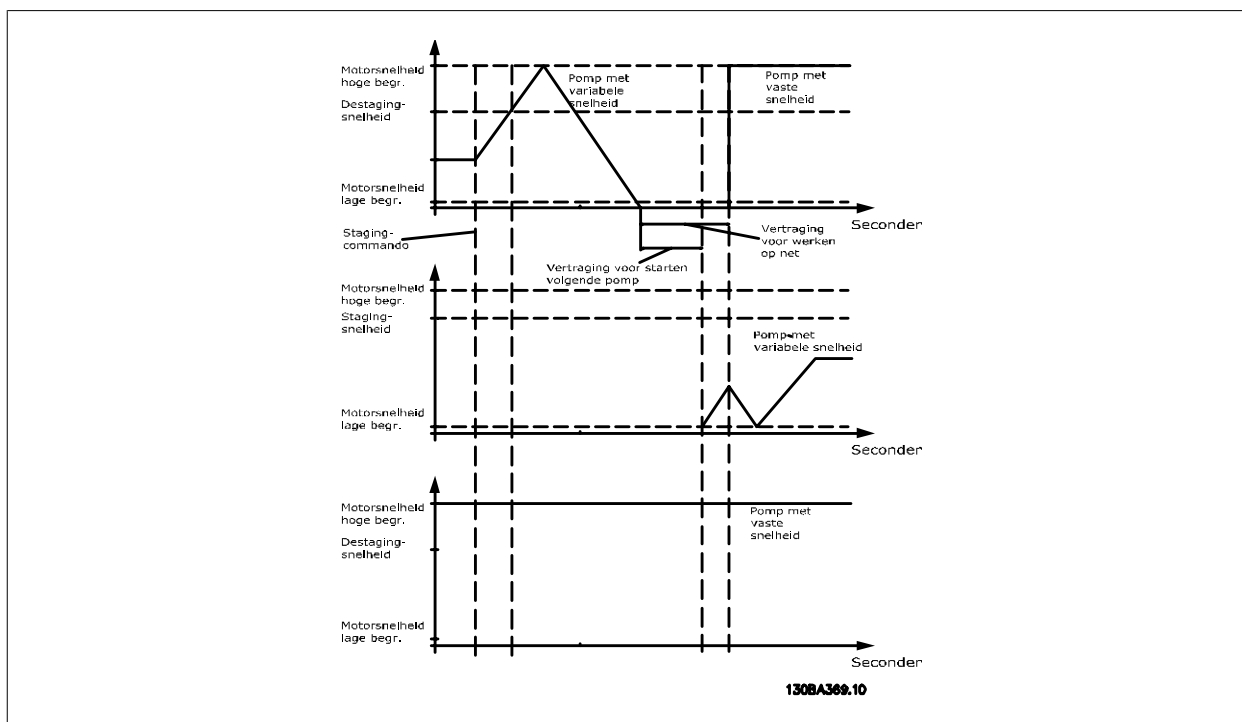 Motorsnelheid
hoge begr.
Pomp met
variabele
snelheid
Pomp met
vaste
snelheid
Destaging-
snelheid
Motorsnelheid
lage begr.
Seconder
Staging-
commando
Vertraging
voor werken
op net
Vertraging voor starten
volgende pomp
Motorsnelheid
hoge begr.
Staging-
snelheid
Pomp met
variabele snelheid
Motorsnelheid
lage begr.
Seconder
Motorsnelheid
hoge begr.
Pomp met
vaste
snelheid
Destaging-
snelheid
Motorsnelheid
lage begr.
Seconder
130BA369.10